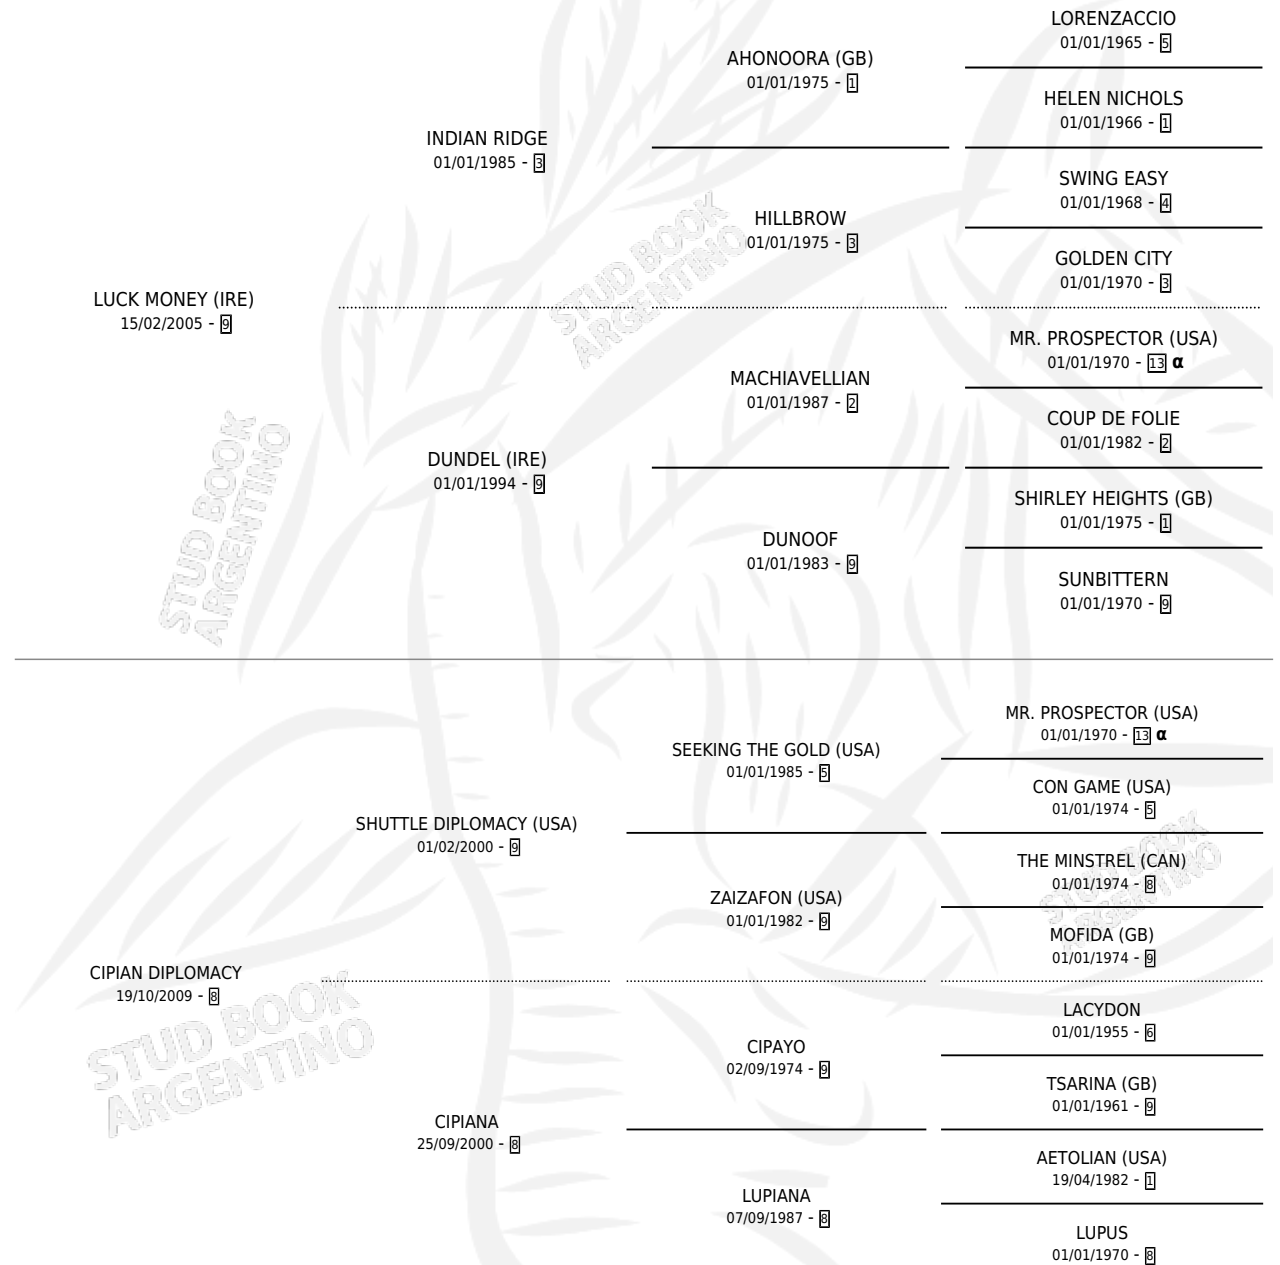 LORENZACCIO
01/01/1965 - 5
AHONOORA (GB)
01/01/1975 - 1
HELEN NICHOLS
01/01/1966 - 1
INDIAN RIDGE
01/01/1985 - 3
SWING EASY
01/01/1968 - 4
HILLBROW
01/01/1975 - 3
GOLDEN CITY
01/01/1970 - 3
LUCK MONEY (IRE)
15/02/2005 - 9
MR. PROSPECTOR (USA)
01/01/1970 - 13 α
MACHIAVELLIAN
01/01/1987 - 2
COUP DE FOLIE
01/01/1982 - 2
DUNDEL (IRE)
01/01/1994 - 9
SHIRLEY HEIGHTS (GB)
01/01/1975 - 1
DUNOOF
01/01/1983 - 9
SUNBITTERN
01/01/1970 - 9
MR. PROSPECTOR (USA)
01/01/1970 - 13 α
SEEKING THE GOLD (USA)
01/01/1985 - 5
CON GAME (USA)
01/01/1974 - 5
SHUTTLE DIPLOMACY (USA)
01/02/2000 - 9
THE MINSTREL (CAN)
01/01/1974 - 8
ZAIZAFON (USA)
01/01/1982 - 9
MOFIDA (GB)
01/01/1974 - 9
CIPIAN DIPLOMACY
19/10/2009 - 8
LACYDON
01/01/1955 - 6
CIPAYO
02/09/1974 - 9
TSARINA (GB)
01/01/1961 - 9
CIPIANA
25/09/2000 - 8
AETOLIAN (USA)
19/04/1982 - 1
LUPIANA
07/09/1987 - 8
LUPUS
01/01/1970 - 8
STUD BOOK
ARGENTINO
STUD BOOK
ARGENTINO
STUD BOOK
ARGENTINO
STUD BOOK
ARGENTINO